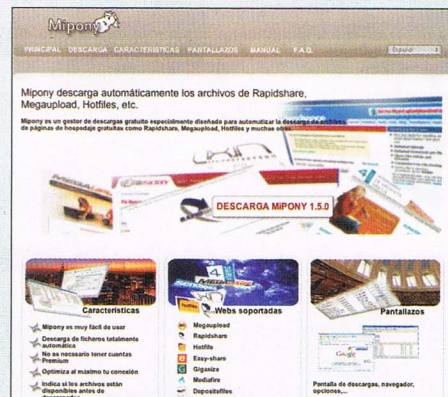 Mipony
PRINCIPAL DESCARGA CARACTERÍSTICAS PANTALLAZOS MANUAL F.A.Q.
Español
Mipony descarga automáticamente los archivos de Rapidshare,
Megaupload, Hotfiles, etc.
Mipony es un gestor de descargas gratuito especialmente diseñado para automatizar la descarga de archivos
de páginas de hospedaje gratuitas como Rapidshare, Megaupload, Hotfiles y muchas otras.
DESCARGA MiPONY 1.5.0
Características
Mipony es muy fácil de usar
Descarga de ficheros totalmente
automática
No es necesario tener cuentas
Premium
Optimiza al máximo tu conexión
Indica si los archivos están
disponibles antes de
Webs soportadas
Megaupload
Rapidshare
Hotfile
Easy-share
Gigasize
Mediafire
Depositfiles
Pantallazos
Google
Pantalla de descargas, navegador,
opciones,...